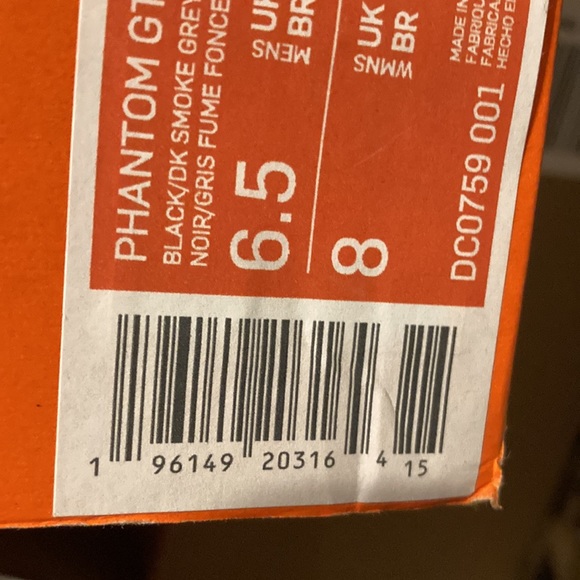 PHANTOM GT
BLACK/DK SMOKE GREY
NOIR/GRIS FUME FONCE
6.5
MENS
BR
8
WMNS
UK
BR
DC0759 001
MADE IN
1 96149 20316 4 15